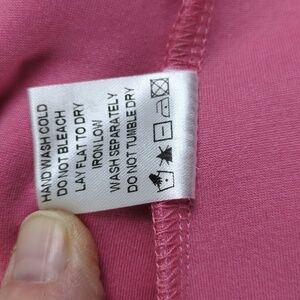 HAND WASH COLD
DO NOT BLEACH
LAY FLAT TO DRY
IRON LOW
WASH SEPARATELY
DO NOT TUMBLE DRY